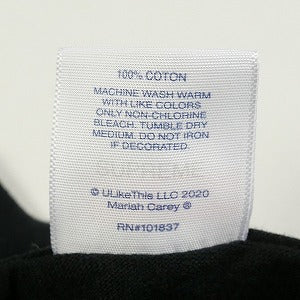 100% COTON
MACHINE WASH WARM
WITH LIKE COLORS
ONLY NON-CHLORINE
BLEACH. TUMBLE DRY
MEDIUM. DO NOT IRON
IF DECORATED.
© ULikeThis LLC 2020
Mariah Carey ®
RN#101837